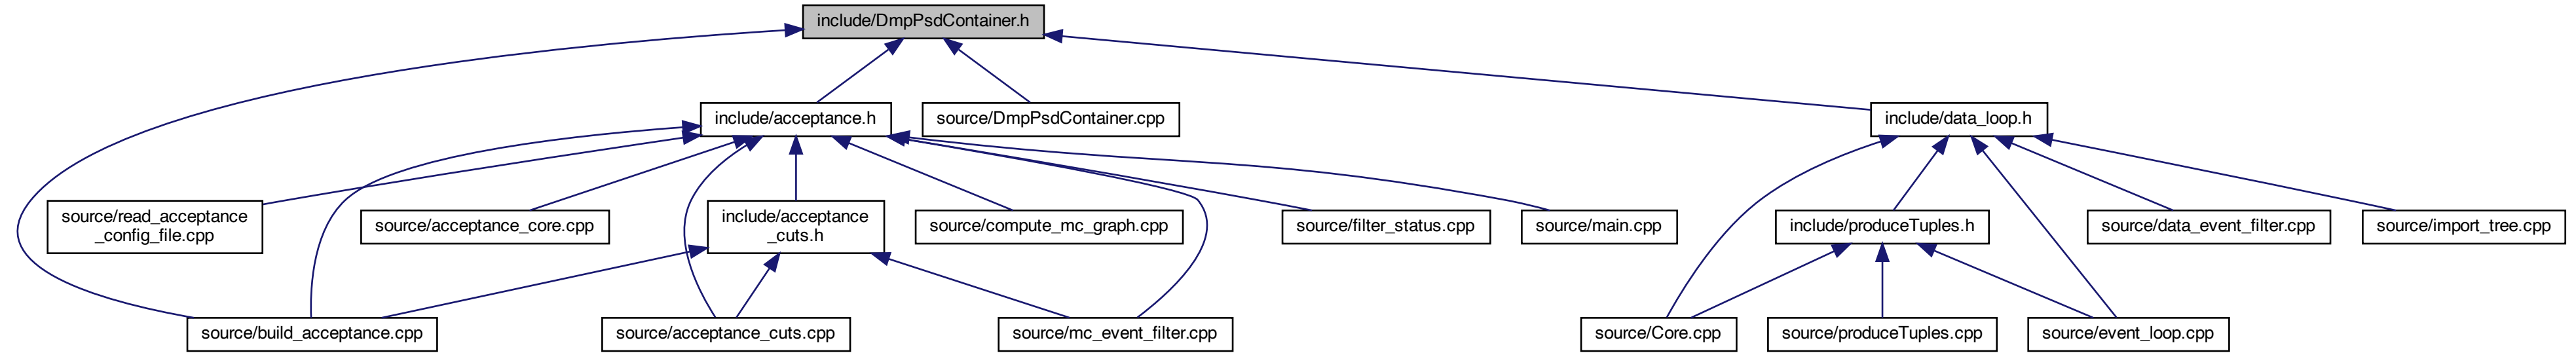 include/DmpPsdContainer.h
include/acceptance.h
source/DmpPsdContainer.cpp
include/data_loop.h
source/read_acceptance
_config_file.cpp
source/acceptance_core.cpp
include/acceptance
_cuts.h
source/compute_mc_graph.cpp
source/filter_status.cpp
source/main.cpp
include/produceTuples.h
source/data_event_filter.cpp
source/import_tree.cpp
source/build_acceptance.cpp
source/acceptance_cuts.cpp
source/mc_event_filter.cpp
source/Core.cpp
source/produceTuples.cpp
source/event_loop.cpp